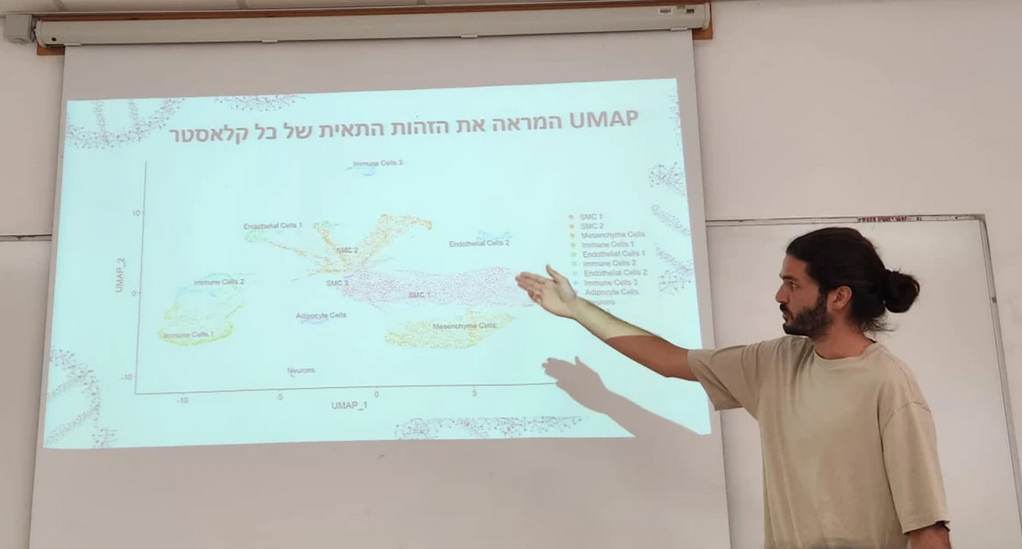 UMAP המראה את הזהות התאית של כל קלאסטר
Immune Cells 3
10
Endothelial Cells 1
SMC 2
Endothelial Cells 2
UMAP_2
Immune Cells 2
SMC 3
SMC 1
0
Adipocyte Cells
Immune Cells 1
Mesenchyme Cells
Neurons
-10
-10
-5
0
5
UMAP_1
SMC 1
SMC 2
Mesenchyme Cells
Immune Cells 1
Endothelial Cells 1
Immune Cells 2
Endothelial Cells 2
Immune Cells 3
Adipocyte Cells
Neurons